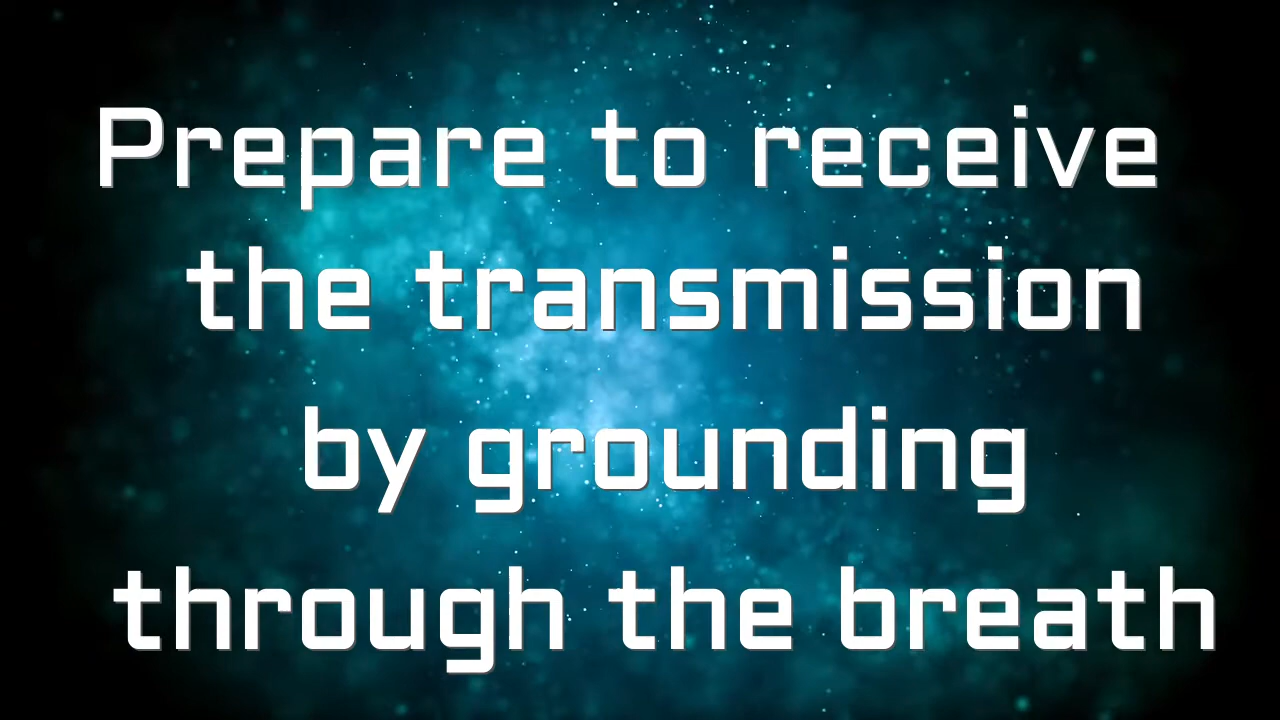 Prepare to receive
the transmission
by grounding
through the breath